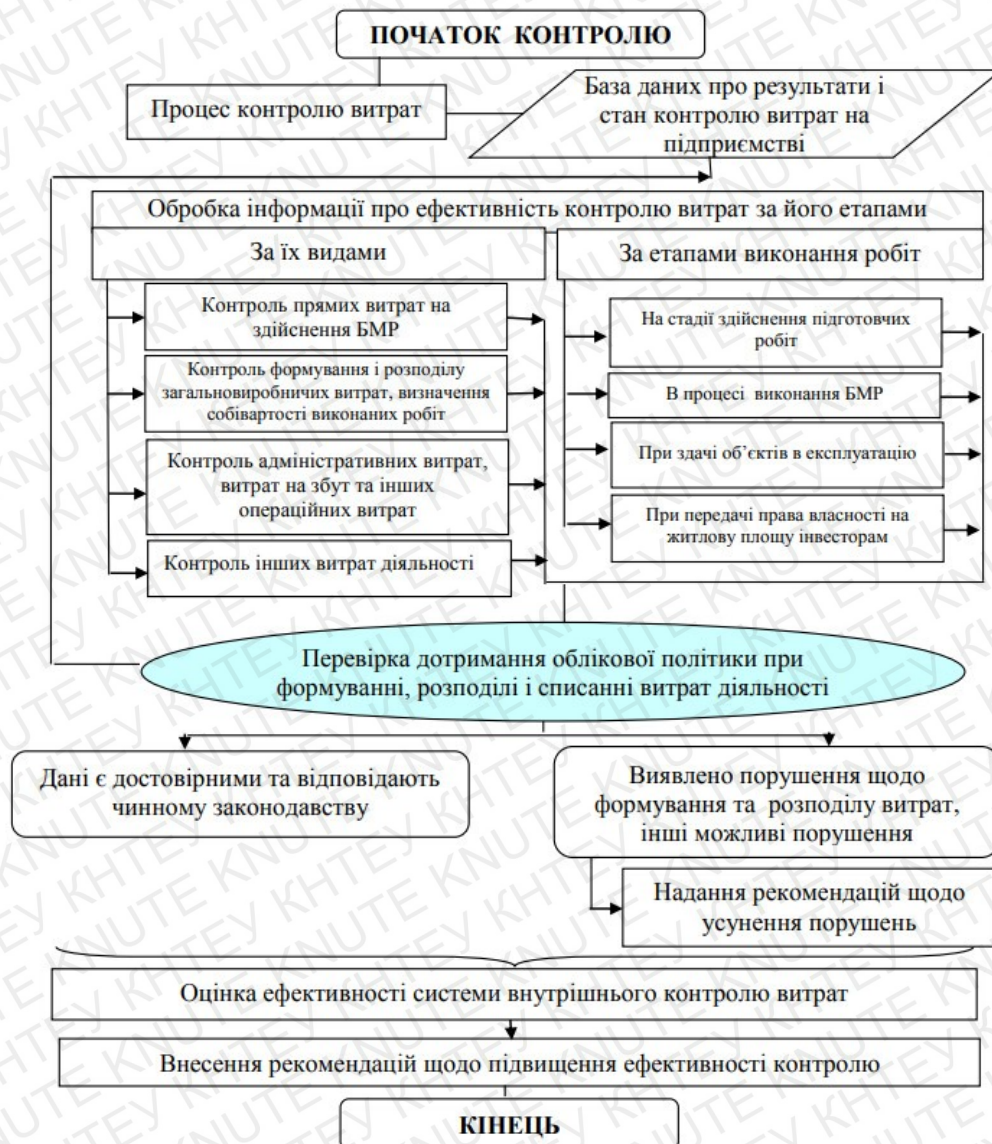 ПОЧАТОК КОНТРОЛЮ
Процес контролю витрат
База даних про результати і
стан контролю витрат на
підприємстві
Обробка інформації про ефективність контролю витрат за його етапами
За їх видами
Контроль прямих витрат на
здійснення БМР
Контроль формування і розподілу
загальновиробничих витрат, визначення
собівартості виконаних робіт
Контроль адміністративних витрат,
витрат на збут та інших
операційних витрат
Контроль інших витрат діяльності
За етапами виконання робіт
На стадії здійснення підготовчих
робіт
В процесі виконання БМР
При здачі об’єктів в експлуатацію
При передачі права власності на
житлову площу інвесторам
Перевірка дотримання облікової політики при
формуванні, розподілі і списанні витрат діяльності
Дані є достовірними та відповідають
чинному законодавству
Виявлено порушення щодо
формування та розподілу витрат,
інші можливі порушення
Надання рекомендацій щодо
усунення порушень
Оцінка ефективності системи внутрішнього контролю витрат
Внесення рекомендацій щодо підвищення ефективності контролю
КІНЕЦЬ